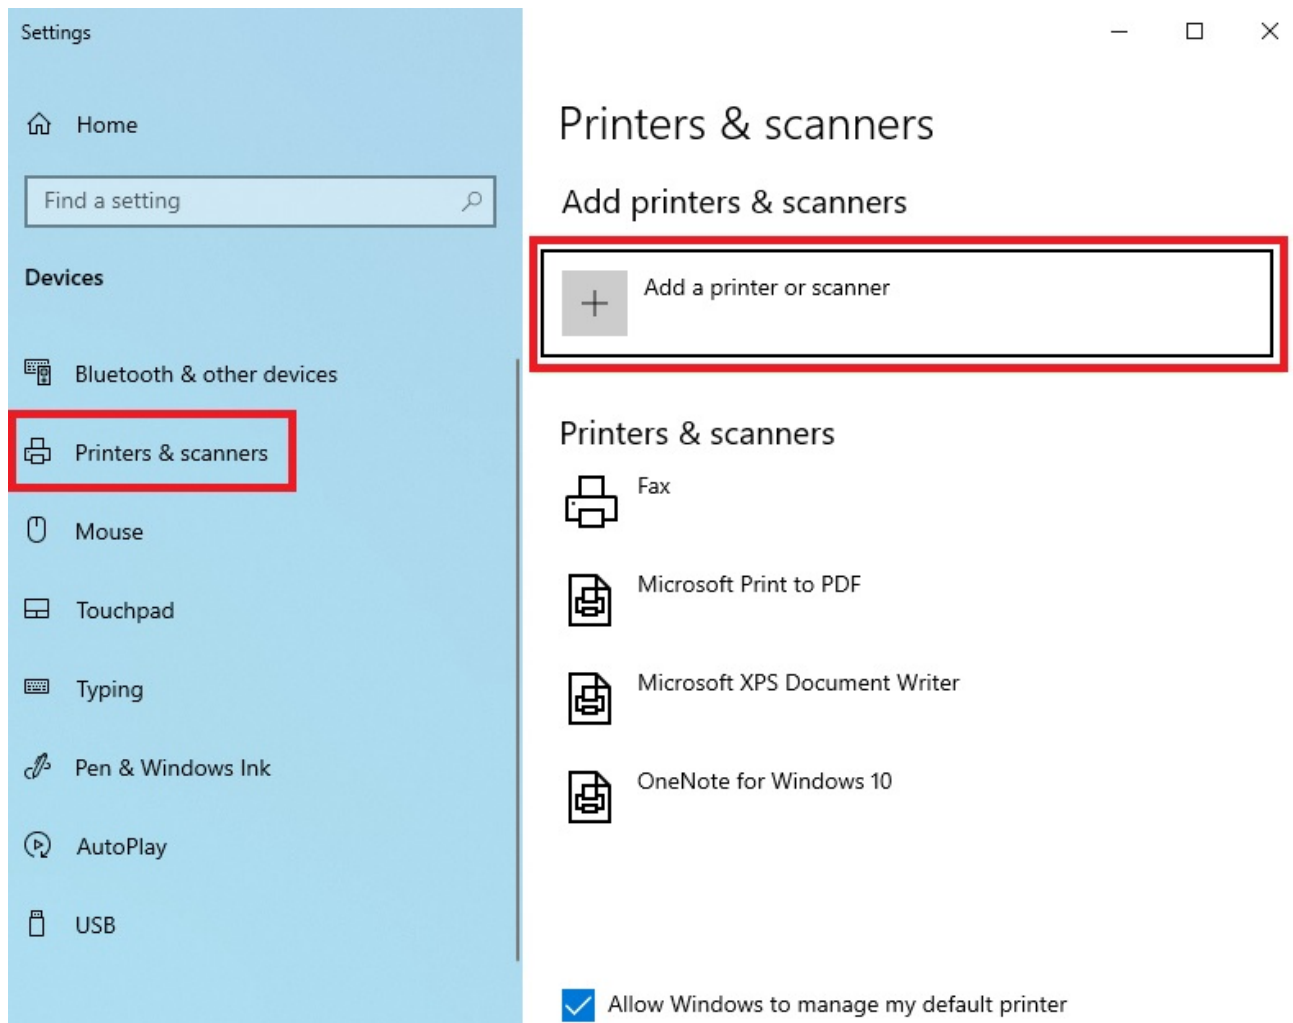 Settings
Home
Find a setting
Devices
Bluetooth & other devices
Printers & scanners
Mouse
Touchpad
Typing
Pen & Windows Ink
AutoPlay
USB
Printers & scanners
Add printers & scanners
Add a printer or scanner
Printers & scanners
Fax
Microsoft Print to PDF
Microsoft XPS Document Writer
OneNote for Windows 10
Allow Windows to manage my default printer